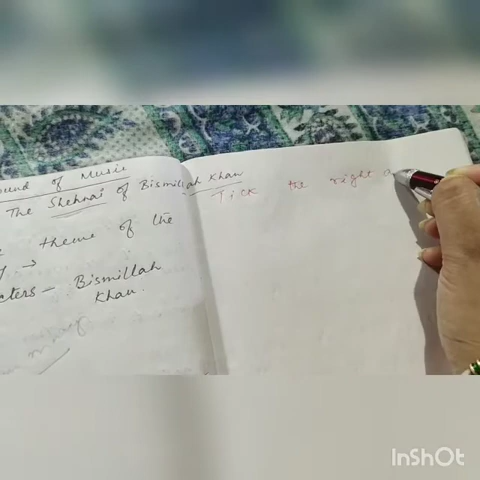 ound of Music
The Shehnai of Bismillah Khan
theme of the
cters - Bismillah
Khan.
Tick the right a
InShOt